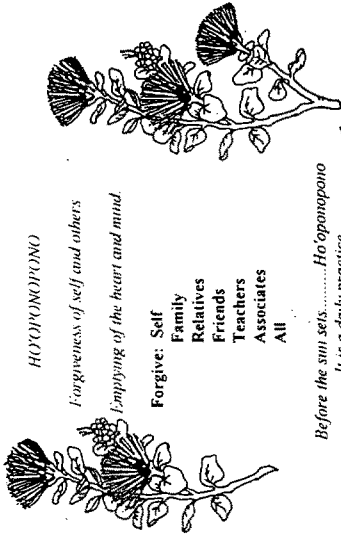 HO'OPONOPONO
Forgiveness of self and others
Emptying of the heart and mind.
Forgive: Self
Family
Relatives
Friends
Teachers
Associates
All
Before the sun sets.........Ho'oponopono
It is a daily practice